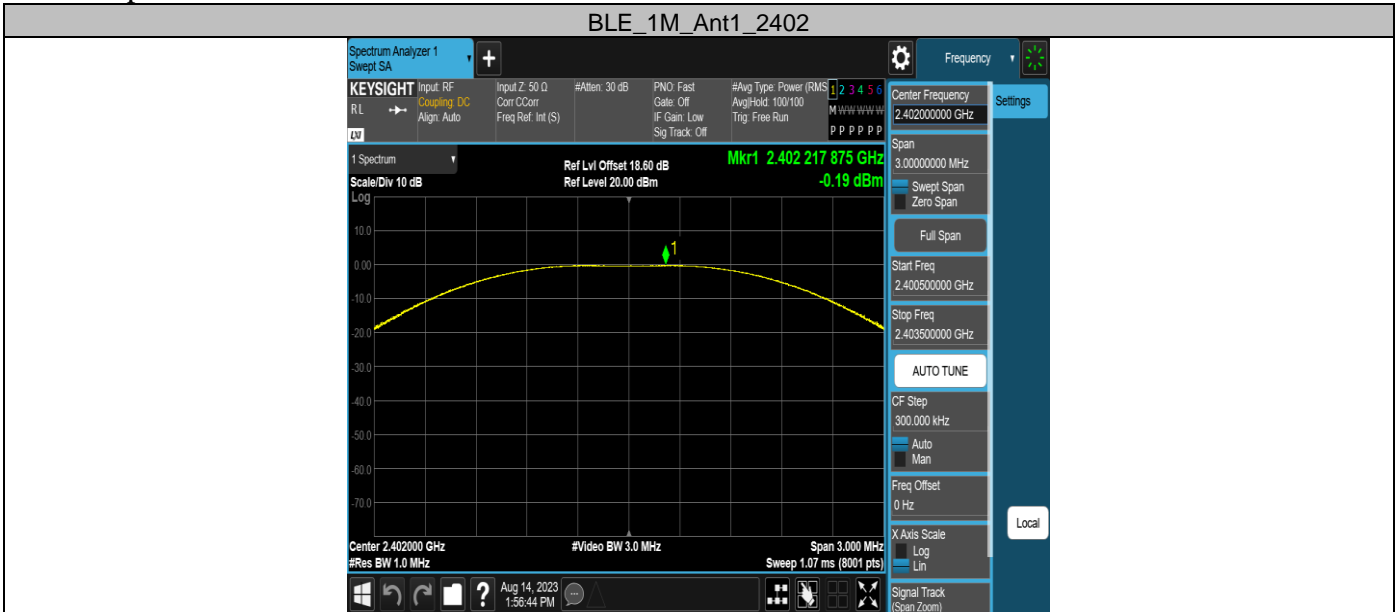 BLE_1M_Ant1_2402
Spectrum Analyzer 1
Swept SA
+
Frequency
KEYSIGHT
RL
LXI
Input: RF
Coupling: DC
Align: Auto
Input Z: 50 Ω
Corr CCorr
Freq Ref: Int (S)
#Atten: 30 dB
PNO: Fast
Gate: Off
IF Gain: Low
Sig Track: Off
#Avg Type: Power (RMS
Avg|Hold: 100/100
Trig: Free Run
1 2 3 4 5 6
M W W W W W
P P P P P P
1 Spectrum
Scale/Div 10 dB
Log
Ref Lvl Offset 18.60 dB
Ref Level 20.00 dBm
Mkr1 2.402 217 875 GHz
-0.19 dBm
10.0
1
0.00
-10.0
-20.0
-30.0
-40.0
-50.0
-60.0
-70.0
Center 2.402000 GHz
#Res BW 1.0 MHz
#Video BW 3.0 MHz
Span 3.000 MHz
Sweep 1.07 ms (8001 pts)
Center Frequency
2.402000000 GHz
Settings
Span
3.00000000 MHz
Swept Span
Zero Span
Full Span
Start Freq
2.400500000 GHz
Stop Freq
2.403500000 GHz
AUTO TUNE
CF Step
300.000 kHz
Auto
Man
Freq Offset
0 Hz
X Axis Scale
Log
Lin
Local
Signal Track
(Span Zoom)
?
Aug 14, 2023
1:56:44 PM